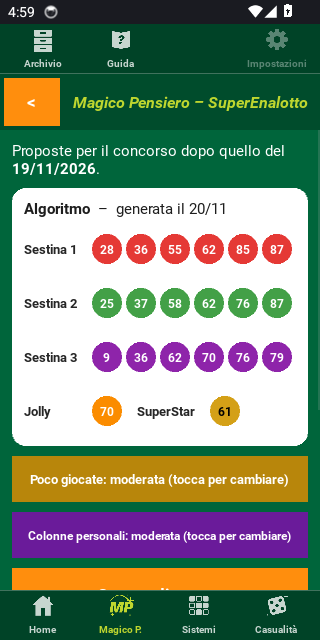 4:59
Archivio
Guida
Impostazioni
<
Magico Pensiero – SuperEnalotto
Proposte per il concorso dopo quello del
19/11/2026.
Algoritmo – generata il 20/11
Sestina 1 28 36 55 62 85 87
Sestina 2 25 37 58 62 76 87
Sestina 3 9 36 62 70 76 79
Jolly 70 SuperStar 61
Poco giocate: moderata (tocca per cambiare)
Colonne personali: moderata (tocca per cambiare)
MP
Home
Magico P.
Sistemi
Casualità